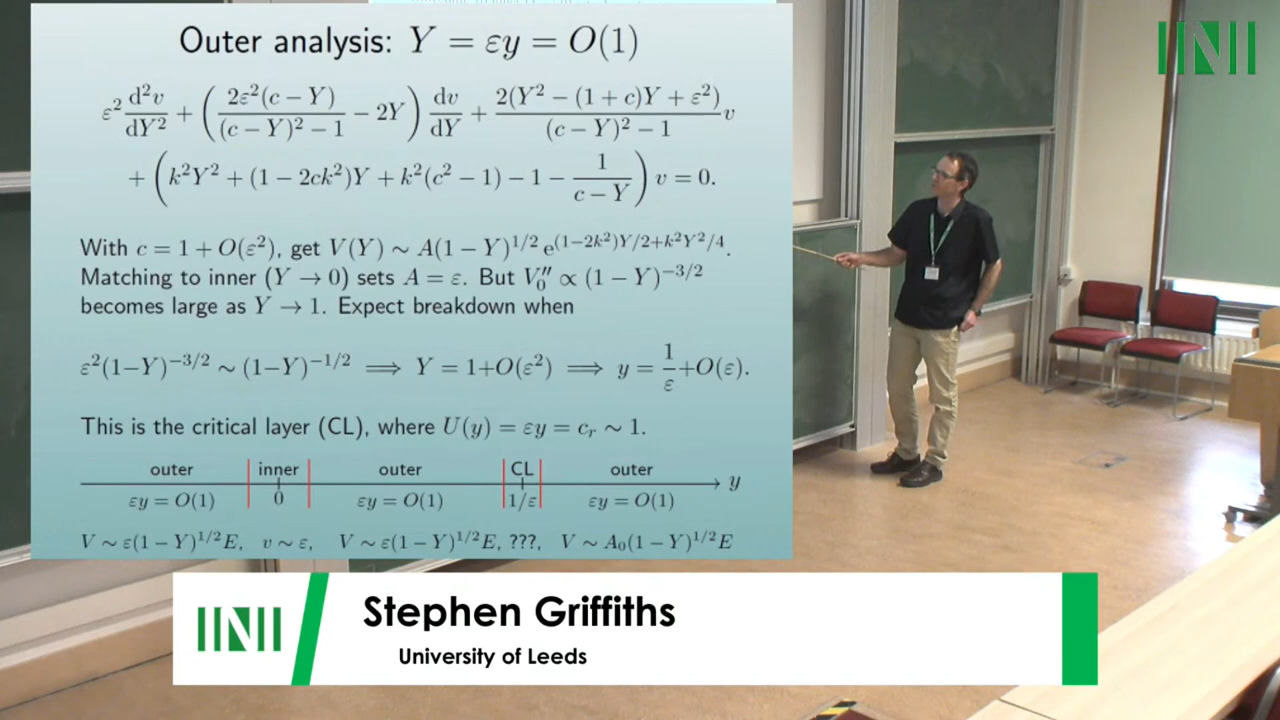 Outer analysis: Y = εy = O(1)
ε² d²v/dY² + (2ε²(c − Y)/((c − Y)² − 1) − 2Y) dv/dY + 2(Y² − (1 + c)Y + ε²)/((c − Y)² − 1) v
+ (k²Y² + (1 − 2ck²)Y + k²(c² − 1) − 1 − 1/(c − Y)) v = 0.
With c = 1 + O(ε²), get V(Y) ∼ A(1 − Y)^{1/2} e^{(1−2k²)Y/2+k²Y²/4}.
Matching to inner (Y → 0) sets A = ε. But V₀″ ∝ (1 − Y)^{−3/2}
becomes large as Y → 1. Expect breakdown when
ε²(1−Y)^{−3/2} ∼ (1−Y)^{−1/2} ⟹ Y = 1+O(ε²) ⟹ y = 1/ε+O(ε).
This is the critical layer (CL), where U(y) = εy = c_r ∼ 1.
outer inner outer CL outer
y
εy = O(1) 0 εy = O(1) 1/ε εy = O(1)
V ∼ ε(1 − Y)^{1/2}E, v ∼ ε, V ∼ ε(1 − Y)^{1/2}E, ???, V ∼ A₀(1 − Y)^{1/2}E
Stephen Griffiths
University of Leeds